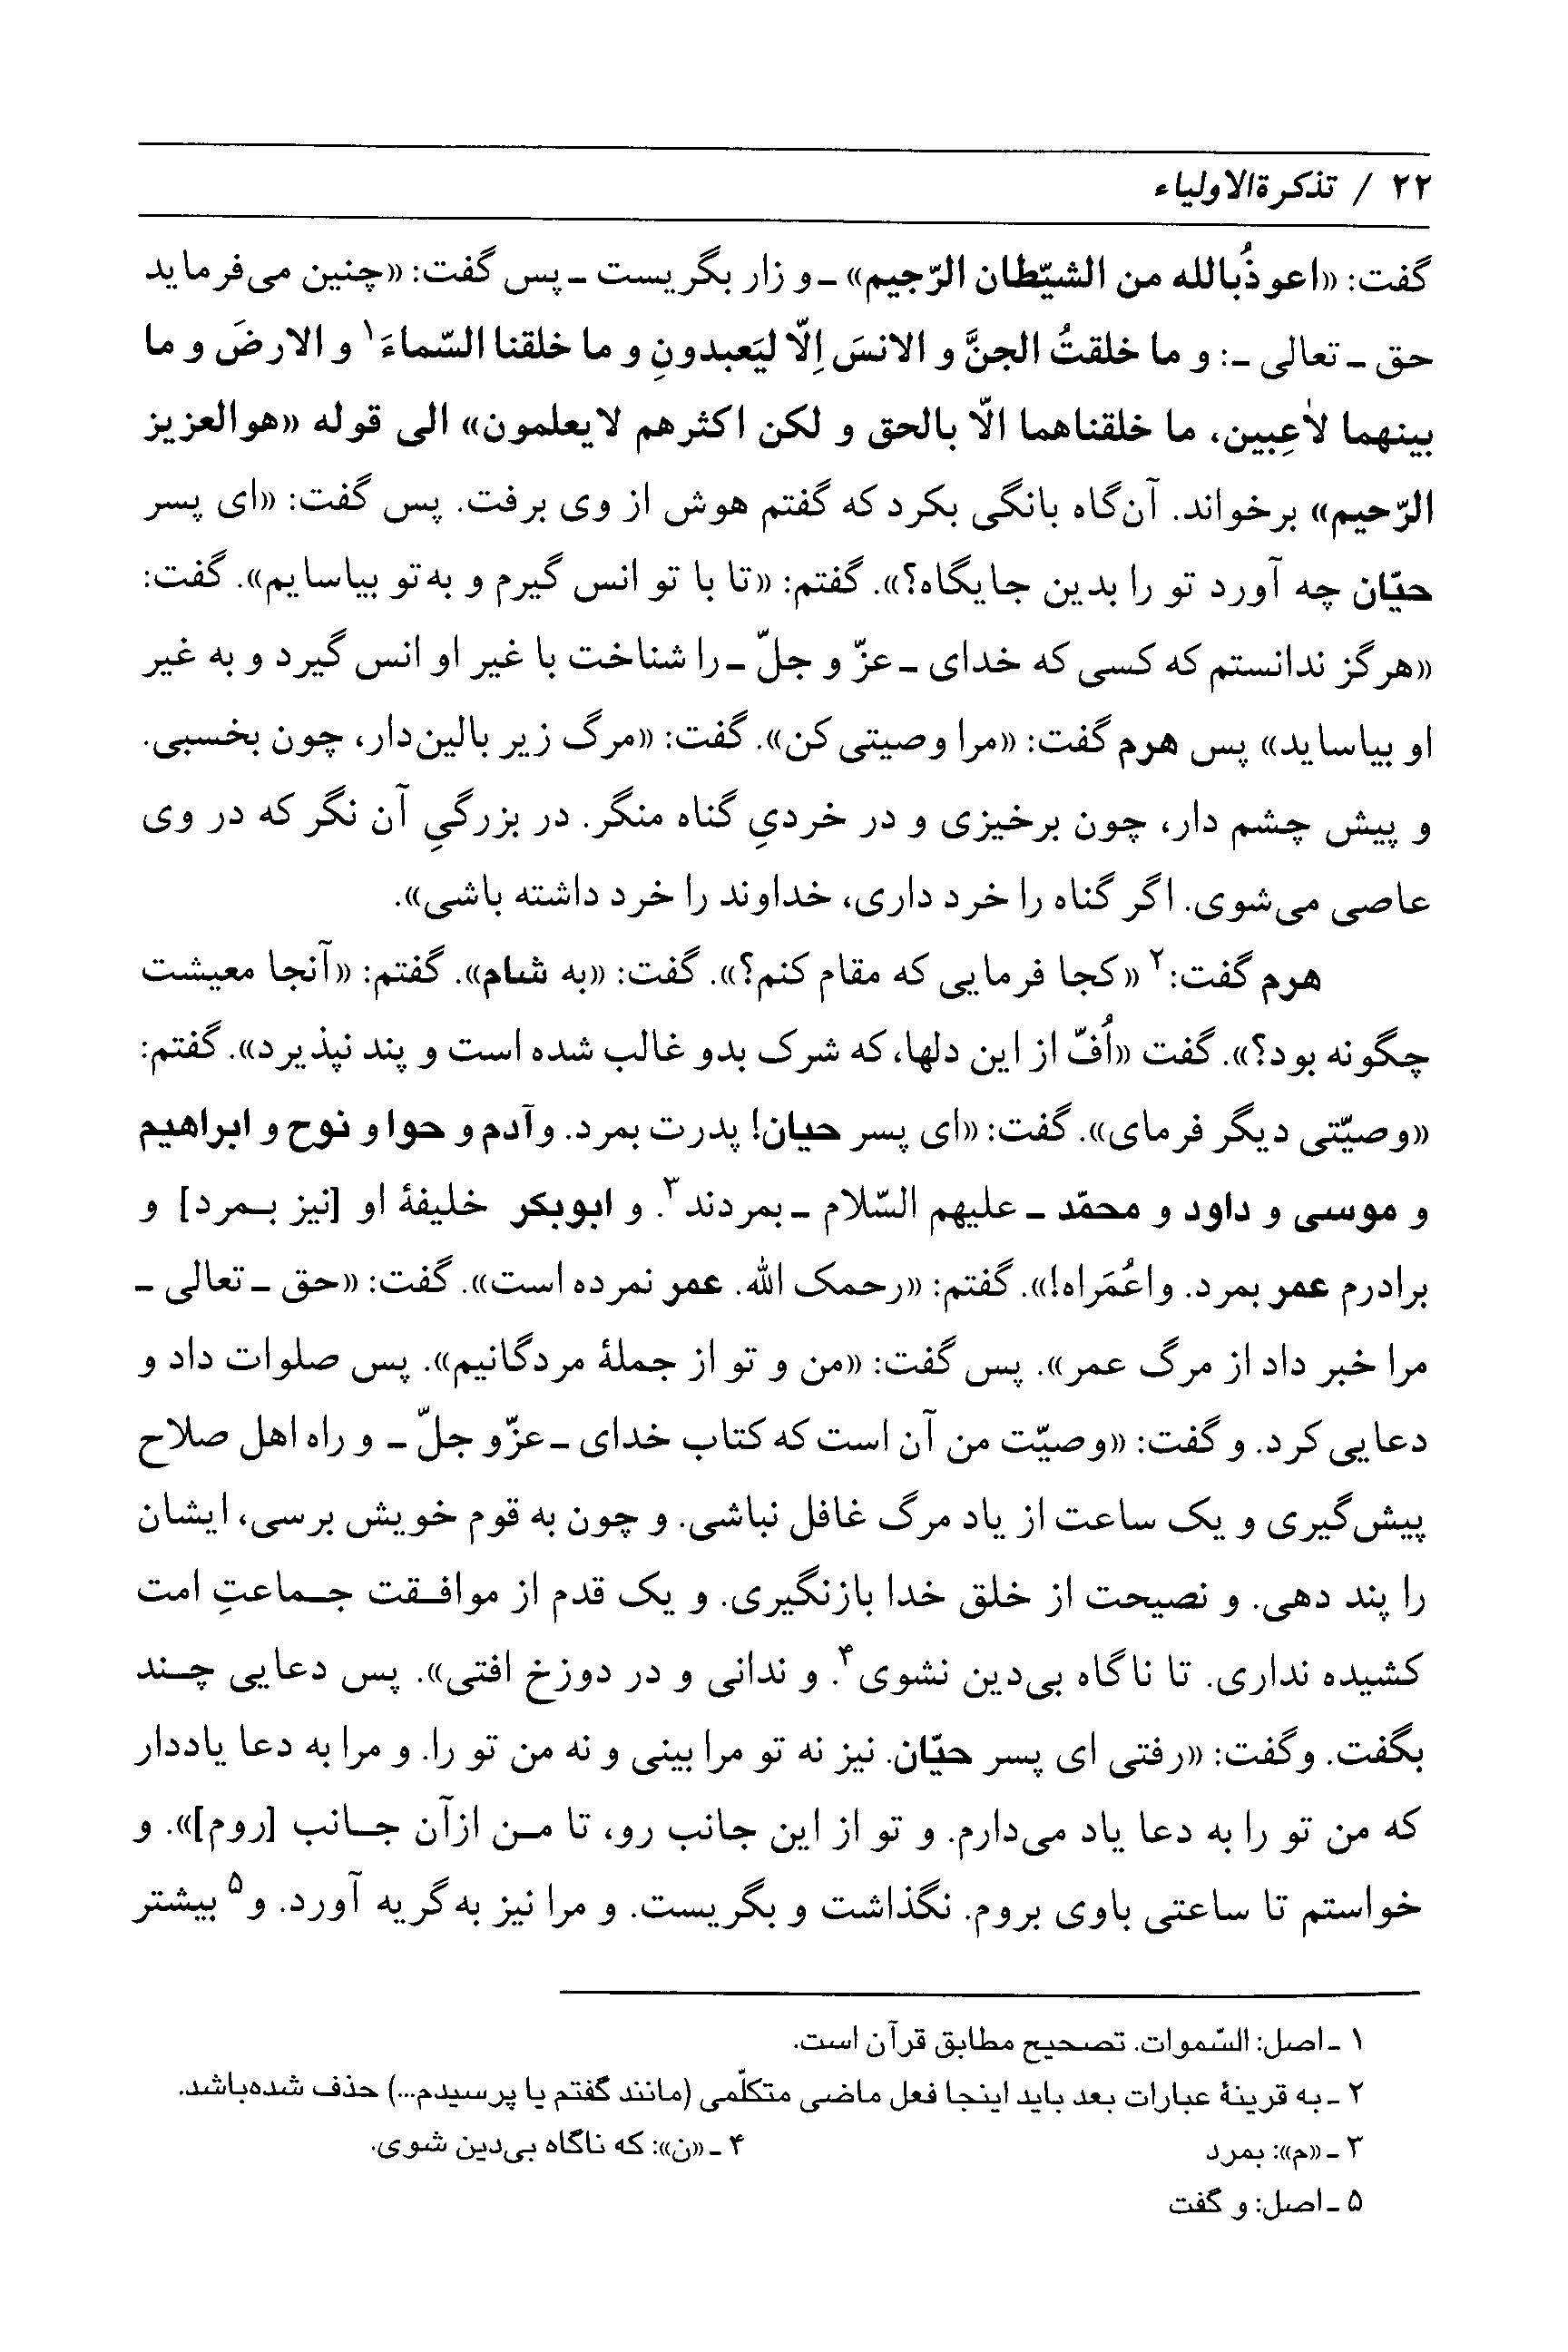 ۲۲ / تذکرةالاولیاء
گفت: «اعوذُبالله من الشیّطان الرّجیم» ـ و زار بگریست ـ پس گفت: «چنین می‌فرماید
حق ـ تعالی ـ: و ما خلقتُ الجنَّ و الانسَ اِلّا لیَعبدونِ و ما خلقنا السّماءَ۱ و الارضَ و ما
بینهما لاٰعِبین، ما خلقناهما الّا بالحق و لکن اکثرهم لایعلمون» الی قوله «هوالعزیز
الرّحیم» برخواند. آن‌گاه بانگی بکرد که گفتم هوش از وی برفت. پس گفت: «ای پسر
حیّان چه آورد تو را بدین جایگاه؟». گفتم: «تا با تو انس گیرم و به‌تو بیاسایم». گفت:
«هرگز ندانستم که کسی که خدای ـ عزّ و جلّ ـ را شناخت با غیر او انس گیرد و به غیر
او بیاساید» پس هرم گفت: «مرا وصیتی کن». گفت: «مرگ زیر بالین‌دار، چون بخسبی.
و پیش چشم دار، چون برخیزی و در خردیِ گناه منگر. در بزرگیِ آن نگر که در وی
عاصی می‌شوی. اگر گناه را خرد داری، خداوند را خرد داشته باشی».
هرم گفت:۲ «کجا فرمایی که مقام کنم؟». گفت: «به شام». گفتم: «آنجا معیشت
چگونه بود؟». گفت «اُفّ از این دلها، که شرک بدو غالب شده است و پند نپذیرد». گفتم:
«وصیّتی دیگر فرمای». گفت: «ای پسر حیان! پدرت بمرد. و آدم و حوا و نوح و ابراهیم
و موسی و داود و محمّد ـ علیهم السّلام ـ بمردند۳. و ابوبکر خلیفهٔ او [نیز بـمرد] و
برادرم عمر بمرد. واعُمَراه!». گفتم: «رحمک الله. عمر نمرده است». گفت: «حق ـ تعالی ـ
مرا خبر داد از مرگ عمر». پس گفت: «من و تو از جملهٔ مردگانیم». پس صلوات داد و
دعایی کرد. و گفت: «وصیّت من آن است که کتاب خدای ـ عزّو جلّ ـ و راه اهل صلاح
پیش‌گیری و یک ساعت از یاد مرگ غافل نباشی. و چون به قوم خویش برسی، ایشان
را پند دهی. و نصیحت از خلق خدا بازنگیری. و یک قدم از موافـقت جـماعتِ امت
کشیده نداری. تا ناگاه بی‌دین نشوی۴. و ندانی و در دوزخ افتی». پس دعایی چـند
بگفت. وگفت: «رفتی ای پسر حیّان. نیز نه تو مرا بینی و نه من تو را. و مرا به دعا یاددار
که من تو را به دعا یاد می‌دارم. و تو از این جانب رو، تا مـن ازآن جـانب [روم]». و
خواستم تا ساعتی باوی بروم. نگذاشت و بگریست. و مرا نیز به‌گریه آورد. و۵ بیشتر
۱ ـ اصل: السّموات. تصحیح مطابق قرآن است.
۲ ـ به قرینهٔ عبارات بعد باید اینجا فعل ماضی متکلّمی (مانند گفتم یا پرسیدم...) حذف شده‌باشد.
۳ ـ «م»: بمرد
۴ ـ «ن»: که ناگاه بی‌دین شوی.
۵ ـ اصل: و گفت